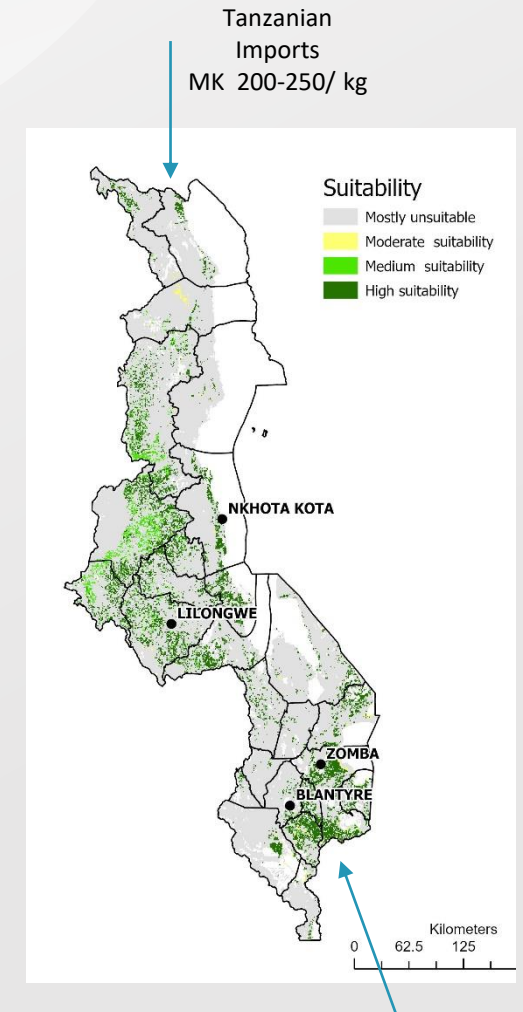 Tanzanian
Imports
MK 200-250/ kg
Suitability
Mostly unsuitable
Moderate suitability
Medium suitability
High suitability
NKHOTA KOTA
LILONGWE
ZOMBA
BLANTYRE
Kilometers
0 62.5 125